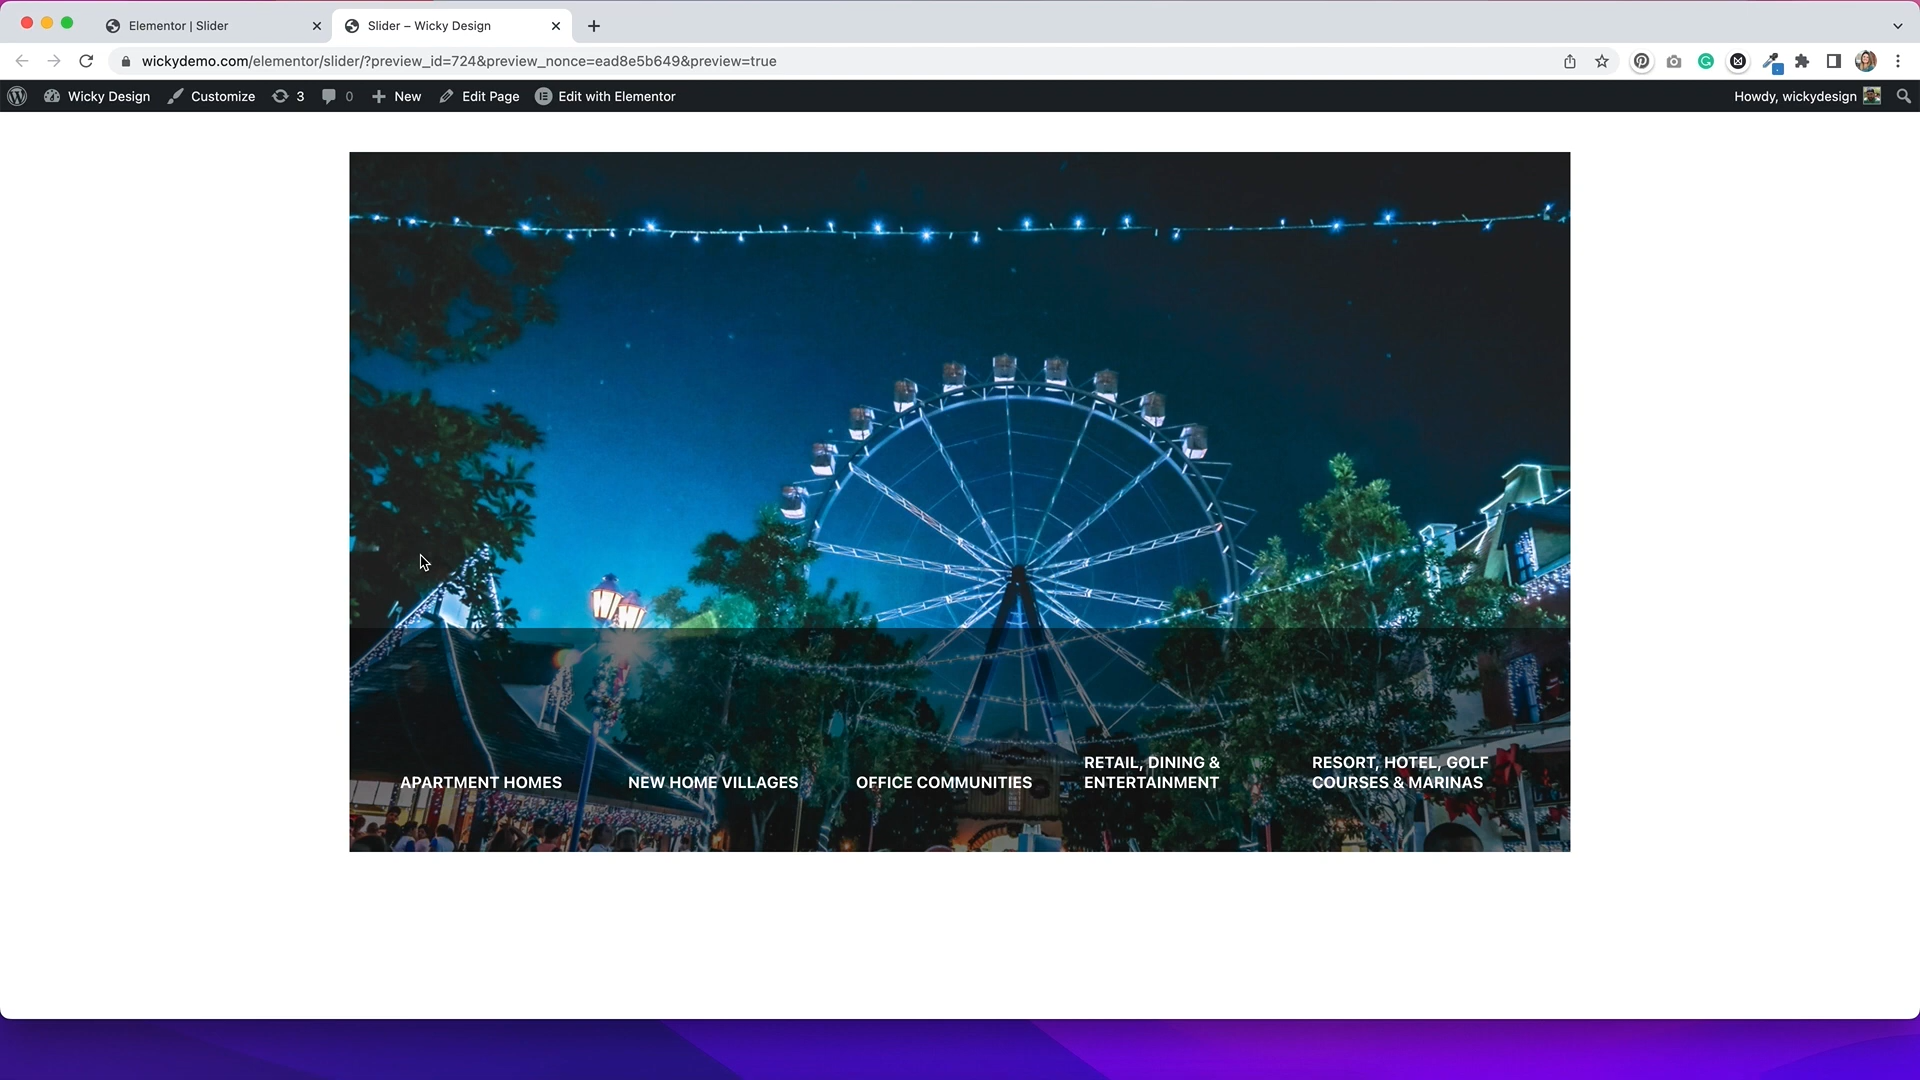 Elementor | Slider
Slider – Wicky Design
wickydemo.com/elementor/slider/?preview_id=724&preview_nonce=ead8e5b649&preview=true
Wicky Design Customize 3 0 New Edit Page Edit with Elementor Howdy, wickydesign
APARTMENT HOMES
NEW HOME VILLAGES
OFFICE COMMUNITIES
RETAIL, DINING &
ENTERTAINMENT
RESORT, HOTEL, GOLF
COURSES & MARINAS